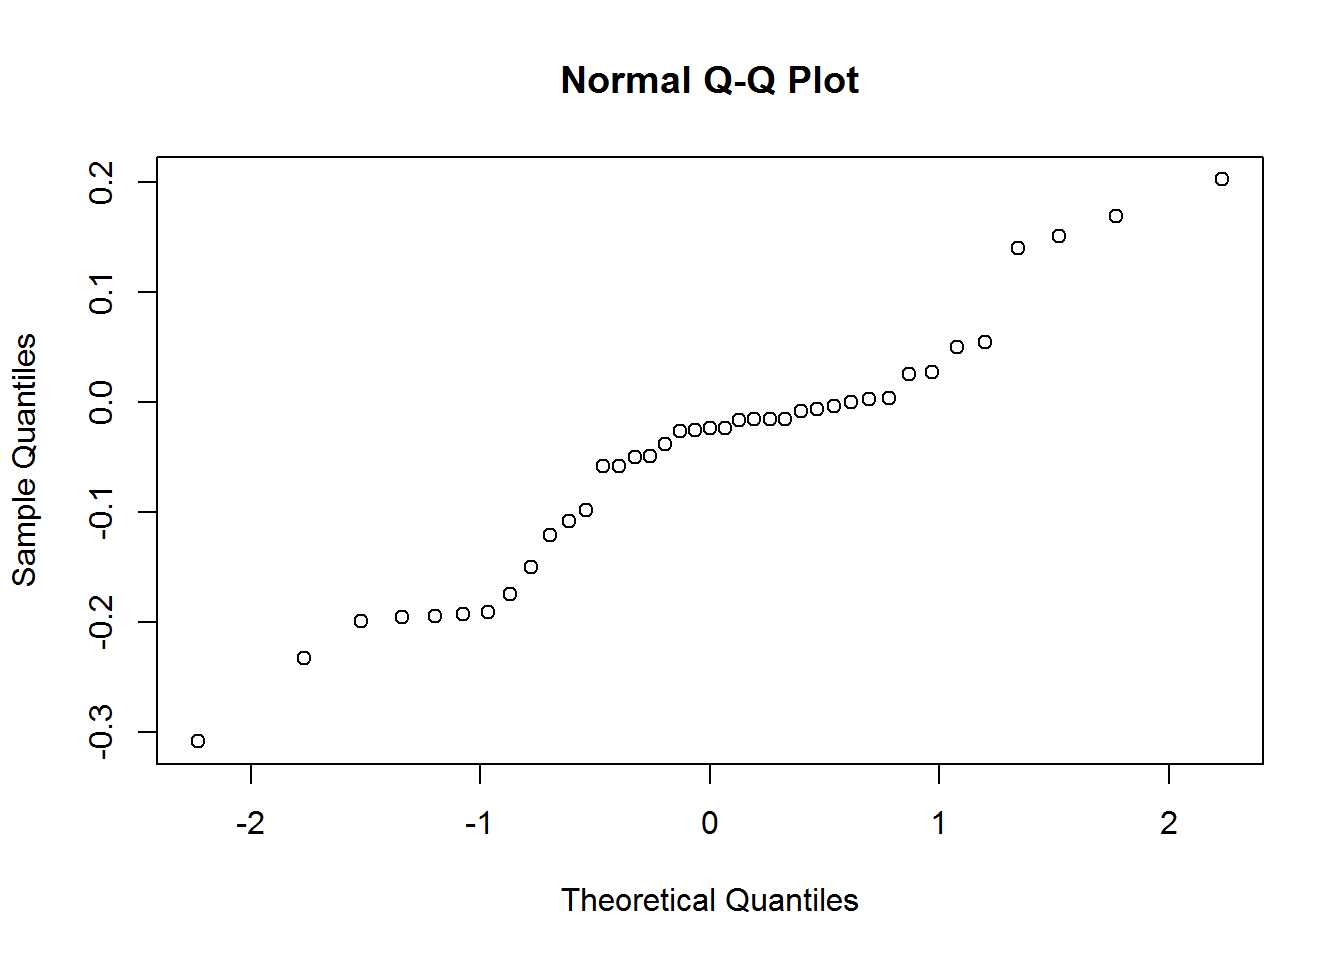 Normal Q-Q Plot
Sample Quantiles
0.2
0.1
0.0
-0.1
-0.2
-0.3
-2 -1 0 1 2
Theoretical Quantiles